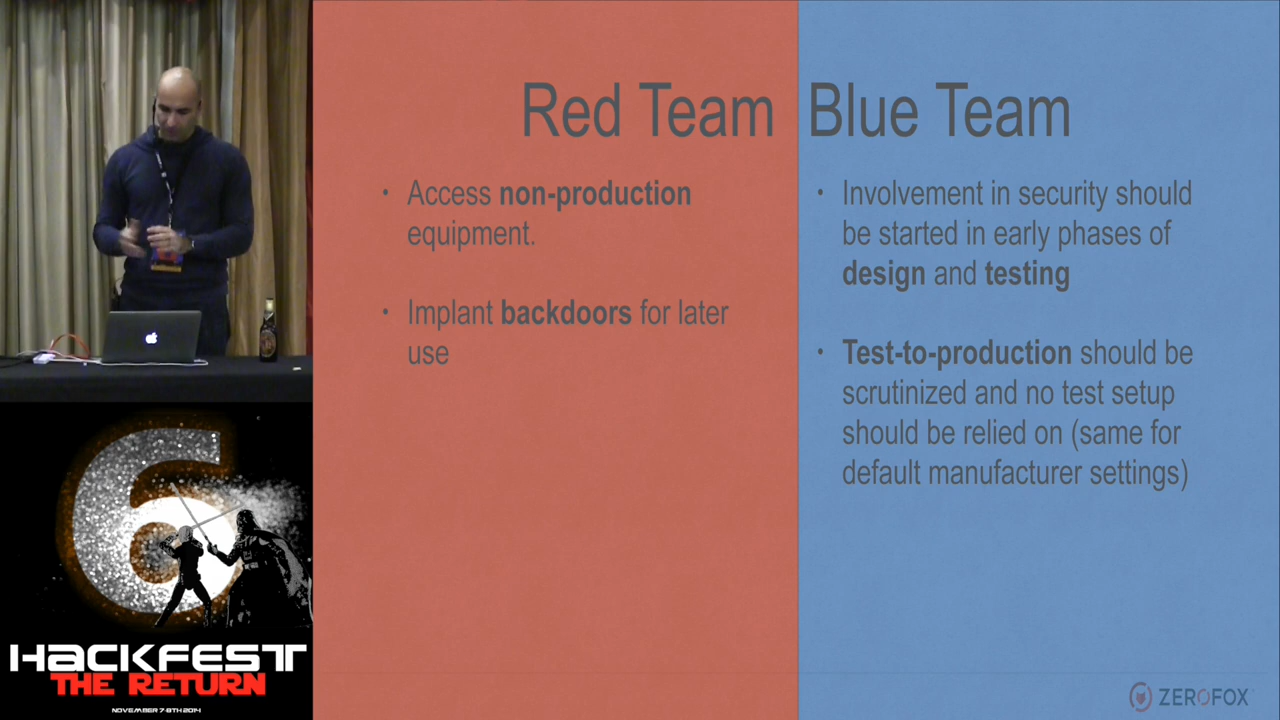 Red Team
Blue Team
• Access non-production
equipment.
• Implant backdoors for later
use
• Involvement in security should
be started in early phases of
design and testing
• Test-to-production should be
scrutinized and no test setup
should be relied on (same for
default manufacturer settings)
ZEROFOX
6
HACKFEST
THE RETURN
NOVEMBER 7-8TH 2014